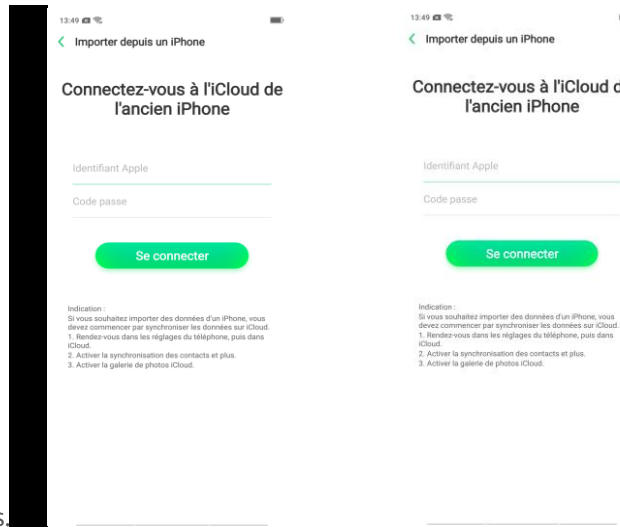 13:49
Importer depuis un iPhone
Connectez-vous à l'iCloud de
l'ancien iPhone
Identifiant Apple
Code passe
Se connecter
Indication :
Si vous souhaitez importer des données d'un iPhone, vous
devez commencer par synchroniser les données sur iCloud.
1. Rendez-vous dans les réglages du téléphone, puis dans
iCloud.
2. Activer la synchronisation des contacts et plus.
3. Activer la galerie de photos iCloud.
s.
13:49
Importer depuis un iPhone
Connectez-vous à l'iCloud d
l'ancien iPhone
Identifiant Apple
Code passe
Se connecter
Indication :
Si vous souhaitez importer des données d'un iPhone, vous
devez commencer par synchroniser les données sur iCloud.
1. Rendez-vous dans les réglages du téléphone, puis dans
iCloud.
2. Activer la synchronisation des contacts et plus.
3. Activer la galerie de photos iCloud.